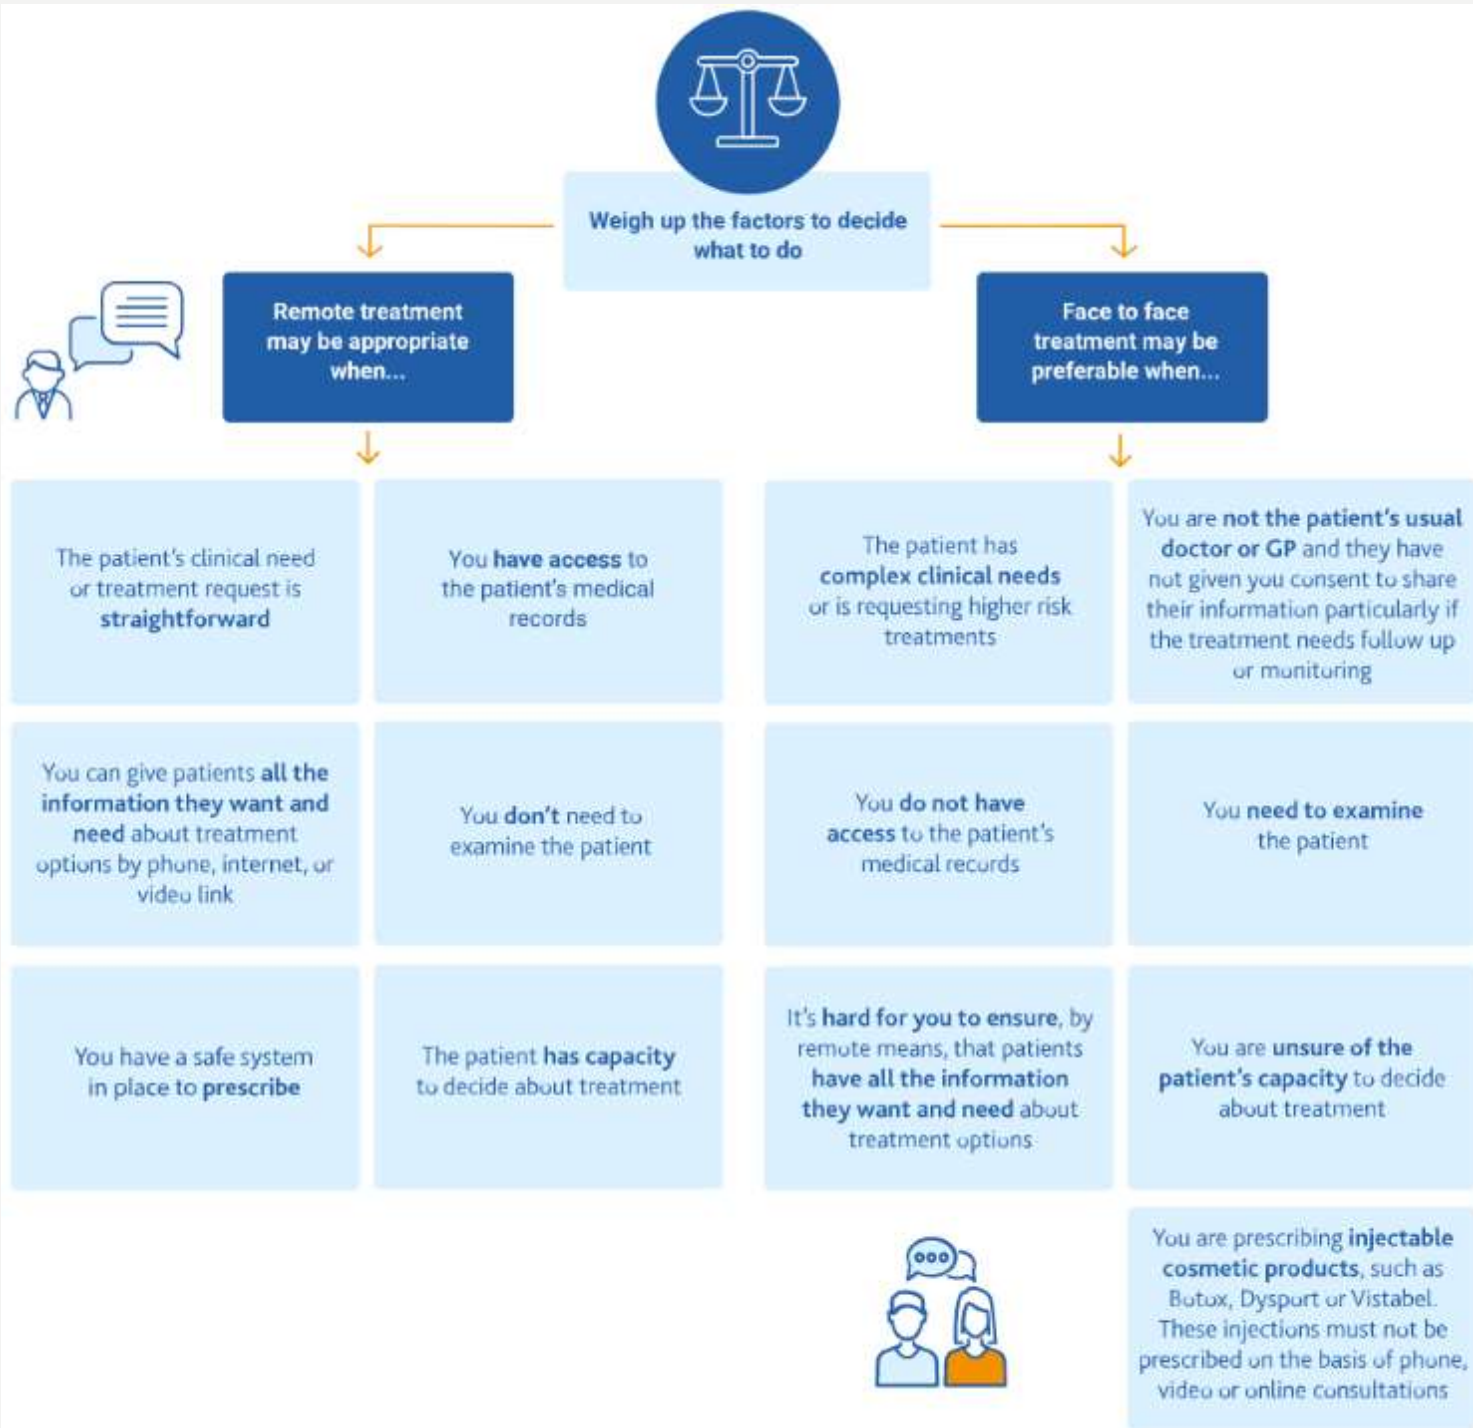 Weigh up the factors to decide
what to do
Remote treatment
may be appropriate
when...
Face to face
treatment may be
preferable when...
The patient's clinical need
or treatment request is
straightforward
You have access to
the patient's medical
records
The patient has
complex clinical needs
or is requesting higher risk
treatments
You are not the patient's usual
doctor or GP and they have
not given you consent to share
their information particularly if
the treatment needs follow up
or monitoring
You can give patients all the
information they want and
need about treatment
options by phone, internet, or
video link
You don't need to
examine the patient
You do not have
access to the patient's
medical records
You need to examine
the patient
You have a safe system
in place to prescribe
The patient has capacity
to decide about treatment
It's hard for you to ensure, by
remote means, that patients
have all the information
they want and need about
treatment options
You are unsure of the
patient's capacity to decide
about treatment
You are prescribing injectable
cosmetic products, such as
Botox, Dysport or Vistabel.
These injections must not be
prescribed on the basis of phone,
video or online consultations